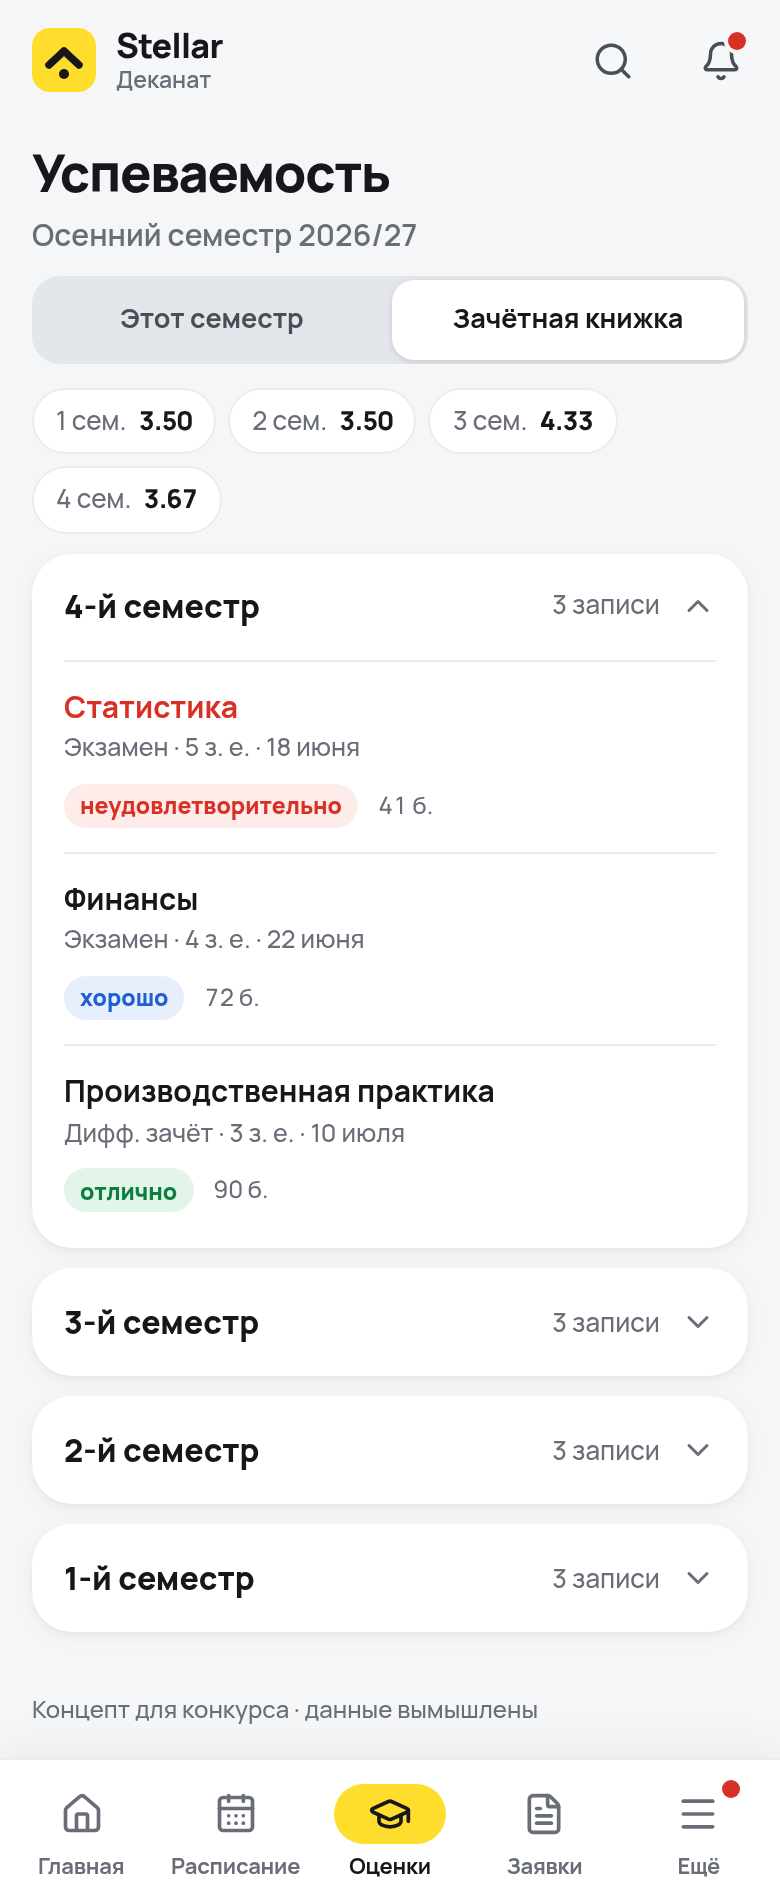 Stellar
Деканат
Успеваемость
Осенний семестр 2026/27
Этот семестр
Зачётная книжка
1 сем. 3.50
2 сем. 3.50
3 сем. 4.33
4 сем. 3.67
4-й семестр
3 записи
Статистика
Экзамен · 5 з. е. · 18 июня
неудовлетворительно 41 б.
Финансы
Экзамен · 4 з. е. · 22 июня
хорошо 72 б.
Производственная практика
Дифф. зачёт · 3 з. е. · 10 июля
отлично 90 б.
3-й семестр
3 записи
2-й семестр
3 записи
1-й семестр
3 записи
Концепт для конкурса · данные вымышлены
Главная
Расписание
Оценки
Заявки
Ещё